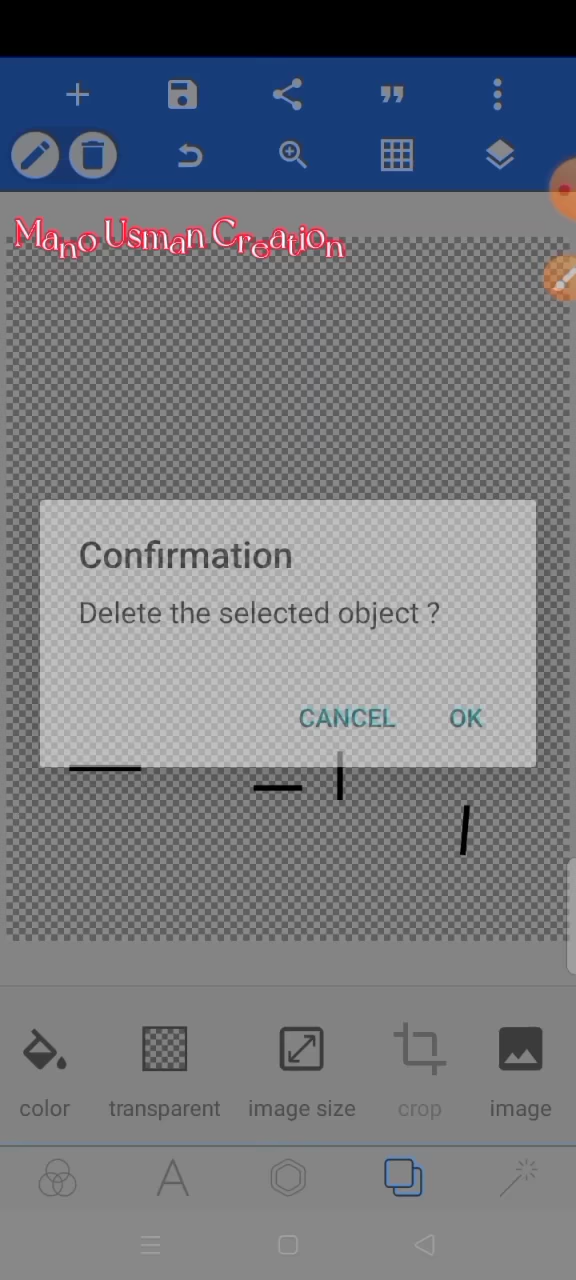 Mano Usman Creation
Confirmation
Delete the selected object ?
CANCEL OK
color transparent image size crop image